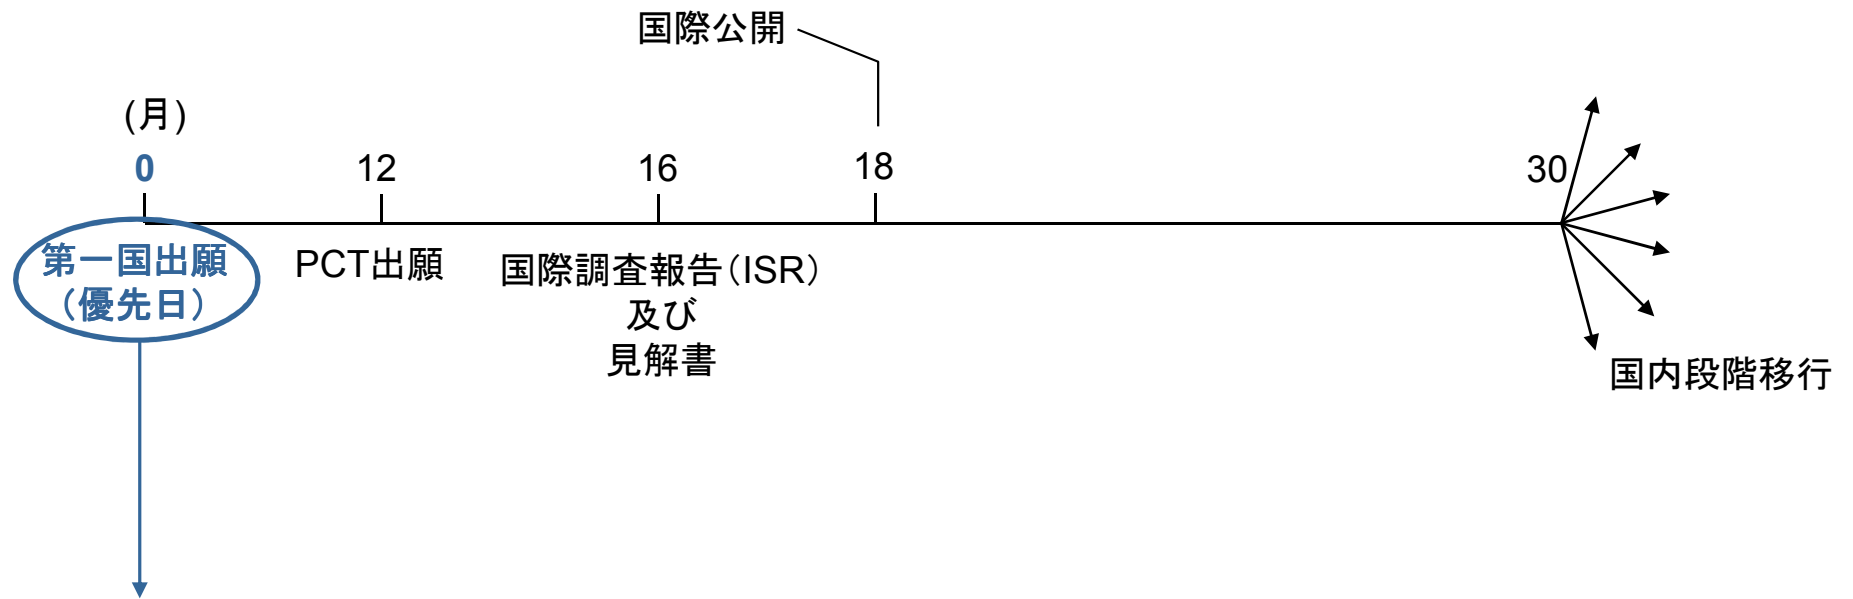 国際公開
(月)
0
12
16
18
30
第一国出願
（優先日）
PCT出願
国際調査報告（ISR）
及び
見解書
国内段階移行